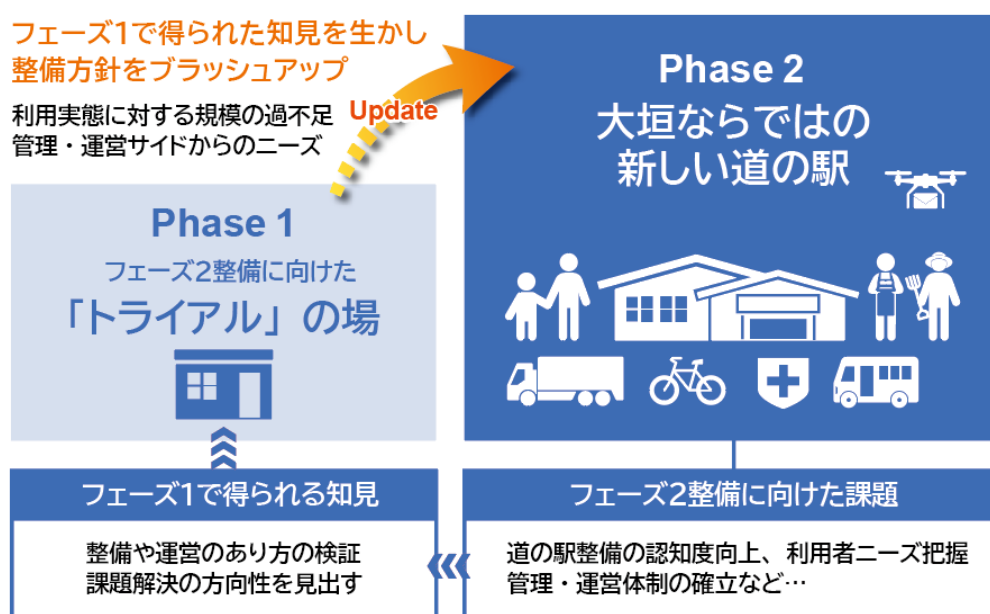 フェーズ1で得られた知見を生かし
整備方針をブラッシュアップ
利用実態に対する規模の過不足
管理・運営サイドからのニーズ
Update
Phase 1
フェーズ2整備に向けた
「トライアル」の場
Phase 2
大垣ならではの
新しい道の駅
フェーズ1で得られる知見
整備や運営のあり方の検証
課題解決の方向性を見出す
フェーズ2整備に向けた課題
道の駅整備の認知度向上、利用者ニーズ把握
管理・運営体制の確立など…